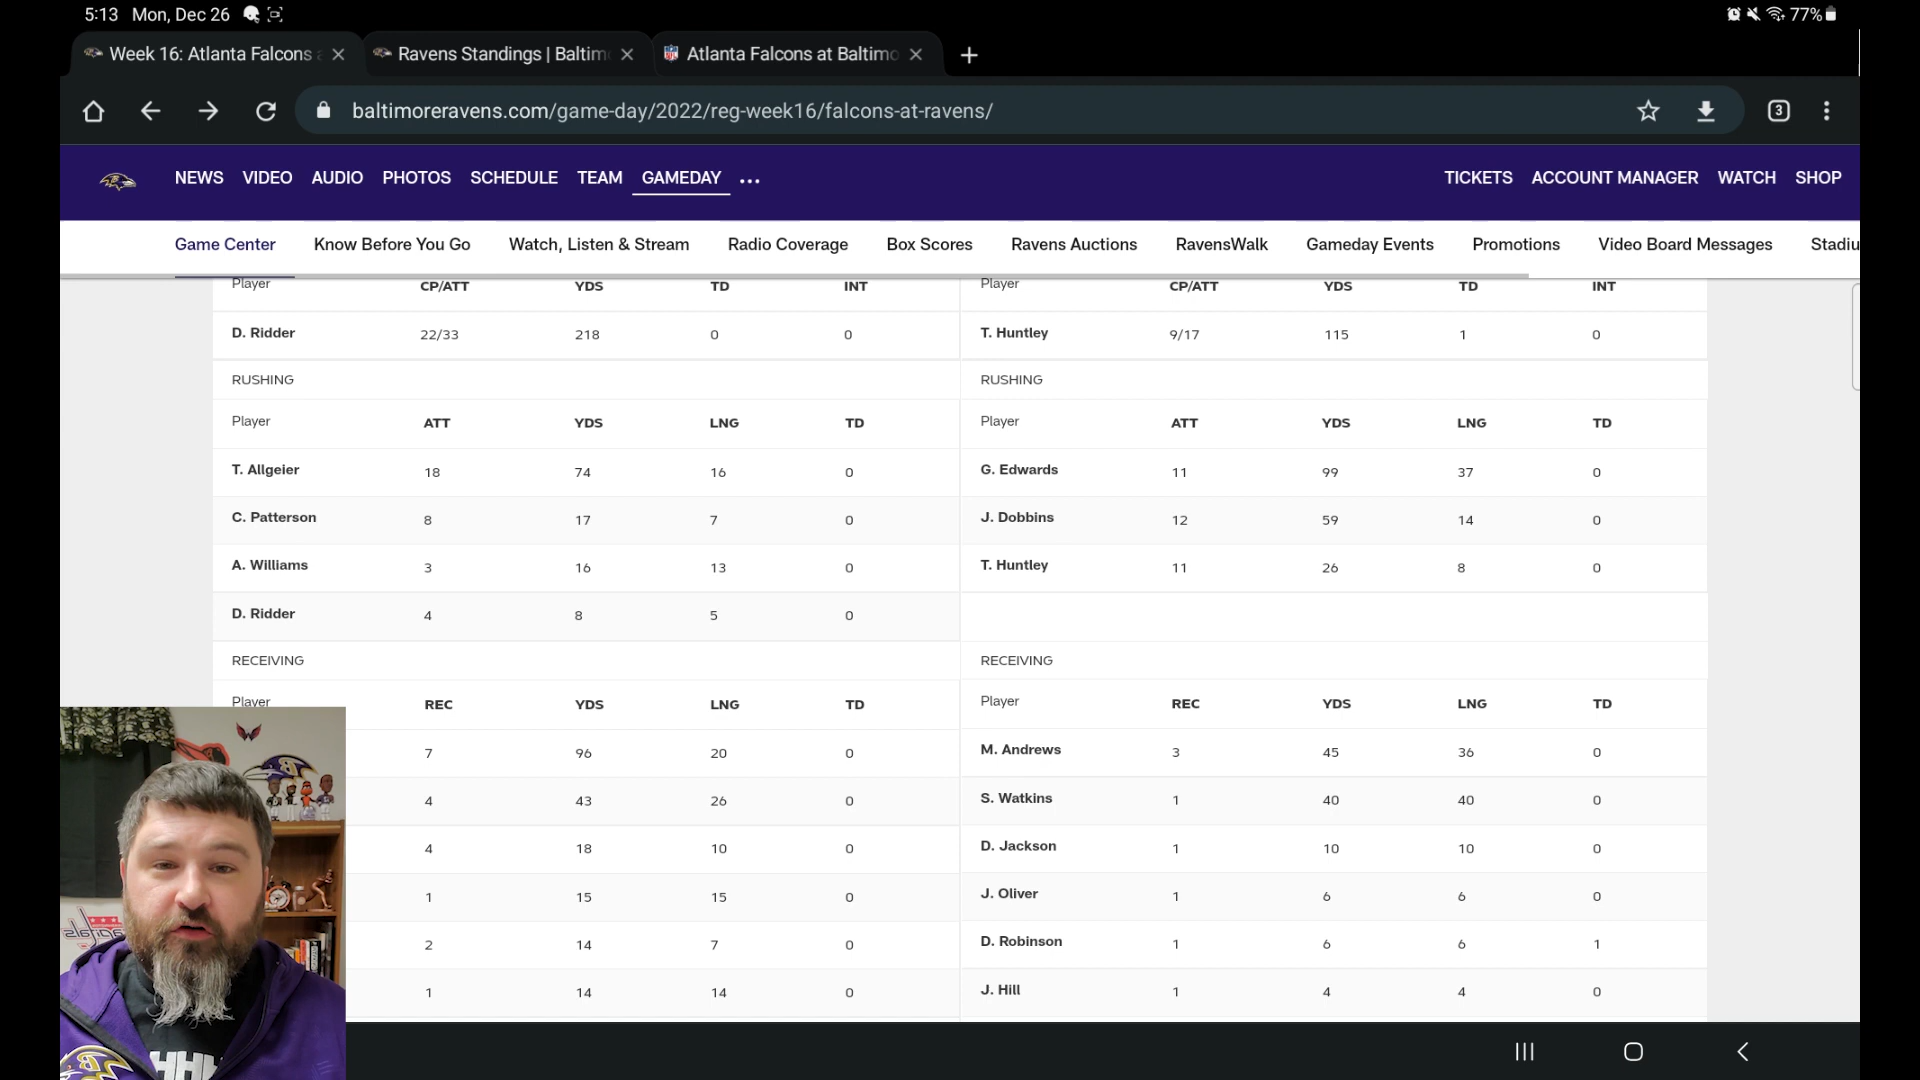 5:13 Mon, Dec 26 77%
Week 16: Atlanta Falcons a
Ravens Standings | Baltim
Atlanta Falcons at Baltimo
baltimoreravens.com/game-day/2022/reg-week16/falcons-at-ravens/ 3
NEWS VIDEO AUDIO PHOTOS SCHEDULE TEAM GAMEDAY ... TICKETS ACCOUNT MANAGER WATCH SHOP
Game Center Know Before You Go Watch, Listen & Stream Radio Coverage Box Scores Ravens Auctions RavensWalk Gameday Events Promotions Video Board Messages Stadiu
Player CP/ATT YDS TD INT Player CP/ATT YDS TD INT
D. Ridder 22/33 218 0 0 T. Huntley 9/17 115 1 0
RUSHING RUSHING
Player ATT YDS LNG TD Player ATT YDS LNG TD
T. Allgeier 18 74 16 0 G. Edwards 11 99 37 0
C. Patterson 8 17 7 0 J. Dobbins 12 59 14 0
A. Williams 3 16 13 0 T. Huntley 11 26 8 0
D. Ridder 4 8 5 0
RECEIVING RECEIVING
Player REC YDS LNG TD Player REC YDS LNG TD
7 96 20 0 M. Andrews 3 45 36 0
4 43 26 0 S. Watkins 1 40 40 0
4 18 10 0 D. Jackson 1 10 10 0
1 15 15 0 J. Oliver 1 6 6 0
2 14 7 0 D. Robinson 1 6 6 1
1 14 14 0 J. Hill 1 4 4 0
capitals